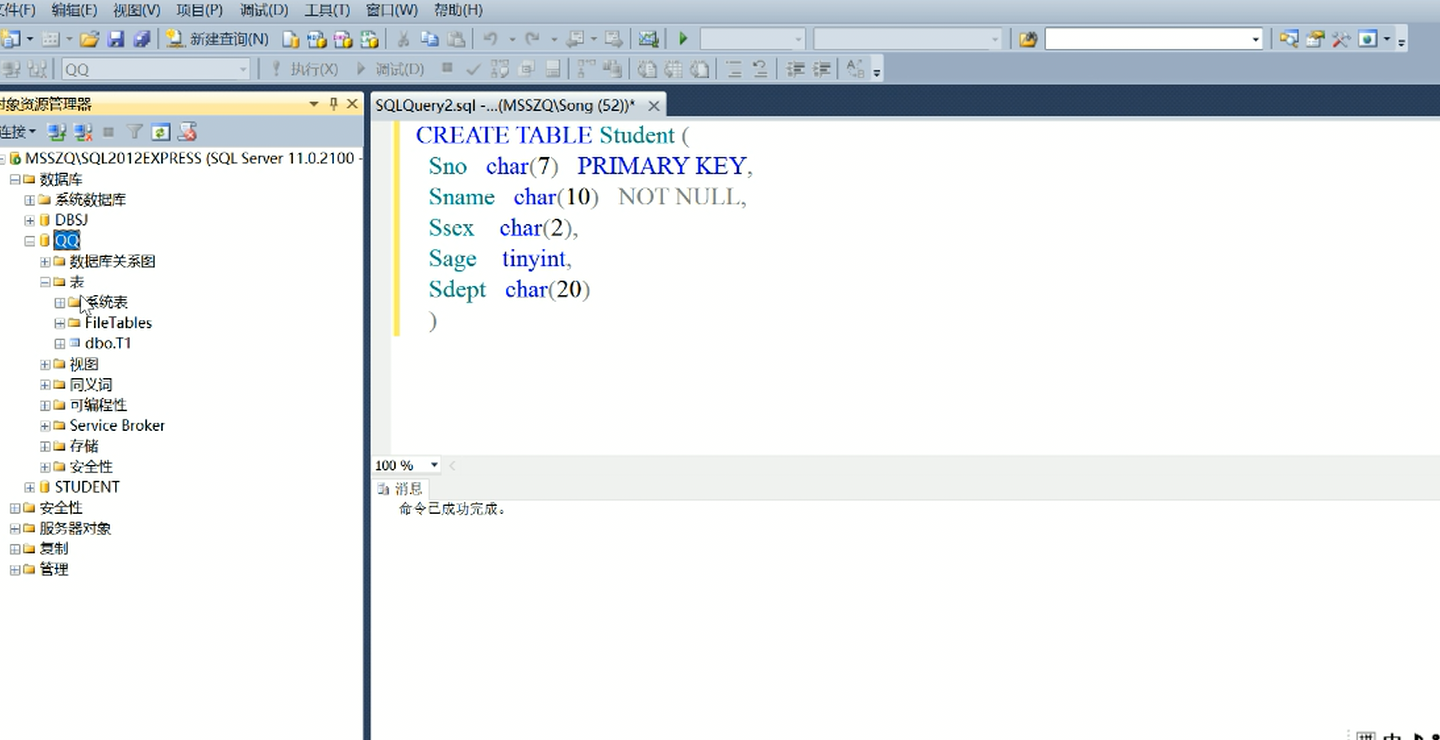 文件(F) 编辑(E) 视图(V) 项目(P) 调试(D) 工具(T) 窗口(W) 帮助(H)
新建查询(N)
QQ 执行(X) 调试(D)
对象资源管理器
连接
MSSZQ\SQL2012EXPRESS (SQL Server 11.0.2100 -
数据库
系统数据库
DBSJ
QQ
数据库关系图
表
系统表
FileTables
dbo.T1
视图
同义词
可编程性
Service Broker
存储
安全性
STUDENT
安全性
服务器对象
复制
管理
SQLQuery2.sql -...(MSSZQ\Song (52))*
CREATE TABLE Student (
Sno char(7) PRIMARY KEY,
Sname char(10) NOT NULL,
Ssex char(2),
Sage tinyint,
Sdept char(20)
)
100 %
消息
命令已成功完成。